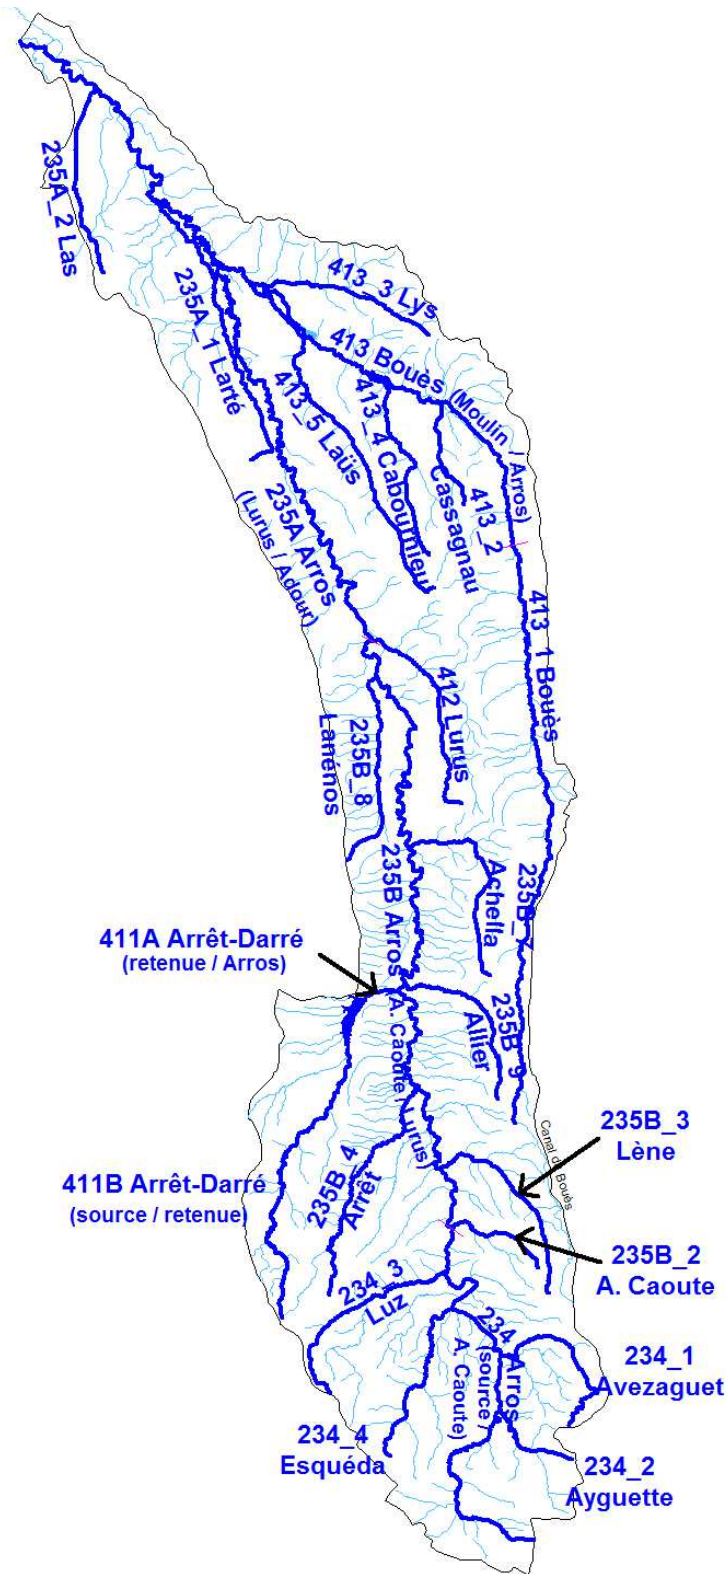 235A_2 Las
413_3 Lys
235A_1 Larté
413 Bouès (Moulin / Arros)
413_5 Laüs
413_4 Cabournieu
413_2
Cassagnau
235A Arros
(Lurus / Adour)
413_1 Bouès
412 Lurus
235B_8
Lanénos
235B_7
Achella
235B Arros
(A. Caoute / Lurus)
411A Arrêt-Darré
(retenue / Arros)
235B_9
Allier
235B_3
Lène
Canal du Bouès
235B_4
Arrêt
411B Arrêt-Darré
(source / retenue)
235B_2
A. Caoute
234_3
Luz
234 Arros
(source /
A. Caoute)
234_1
Avezaguet
234_4
Esquéda
234_2
Ayguette